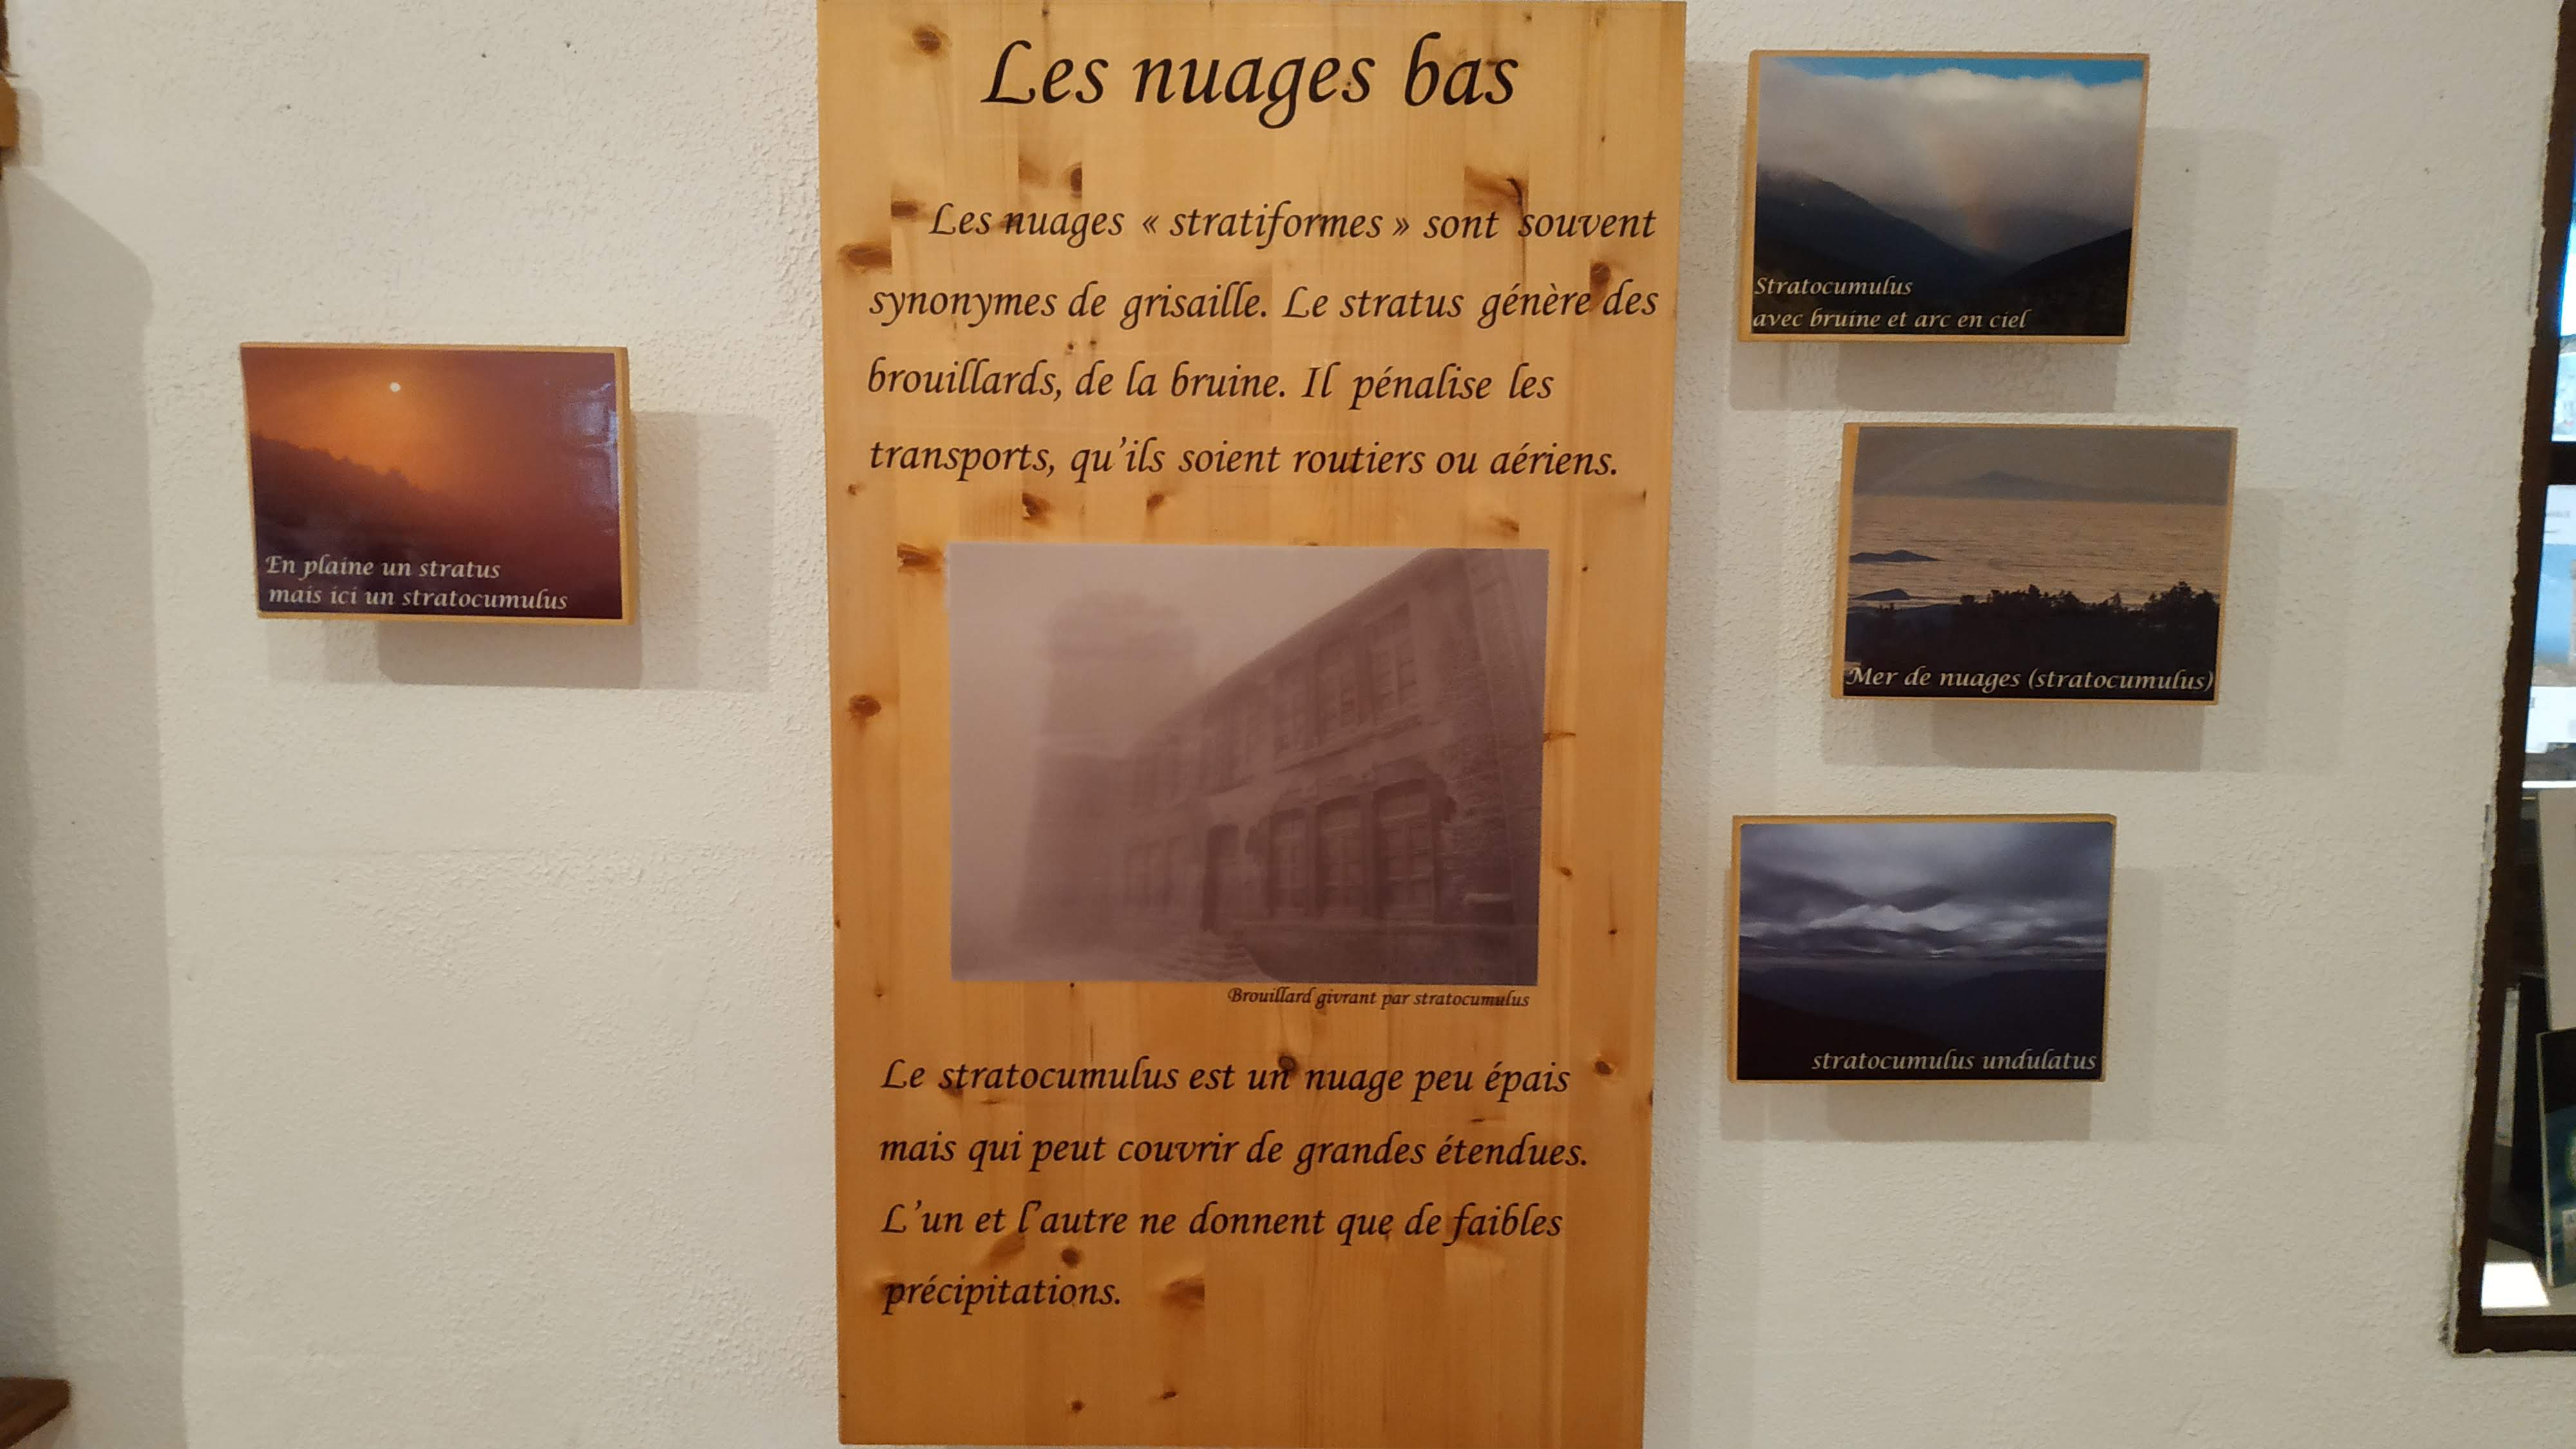 Les nuages bas
Les nuages « stratiformes » sont souvent
synonymes de grisaille. Le stratus génère des
brouillards, de la bruine. Il pénalise les
transports, qu'ils soient routiers ou aériens.
Brouillard givrant par stratocumulus
Le stratocumulus est un nuage peu épais
mais qui peut couvrir de grandes étendues.
L'un et l'autre ne donnent que de faibles
précipitations.
En plaine un stratus
mais ici un stratocumulus
Stratocumulus
avec bruine et arc en ciel
Mer de nuages (stratocumulus)
stratocumulus undulatus